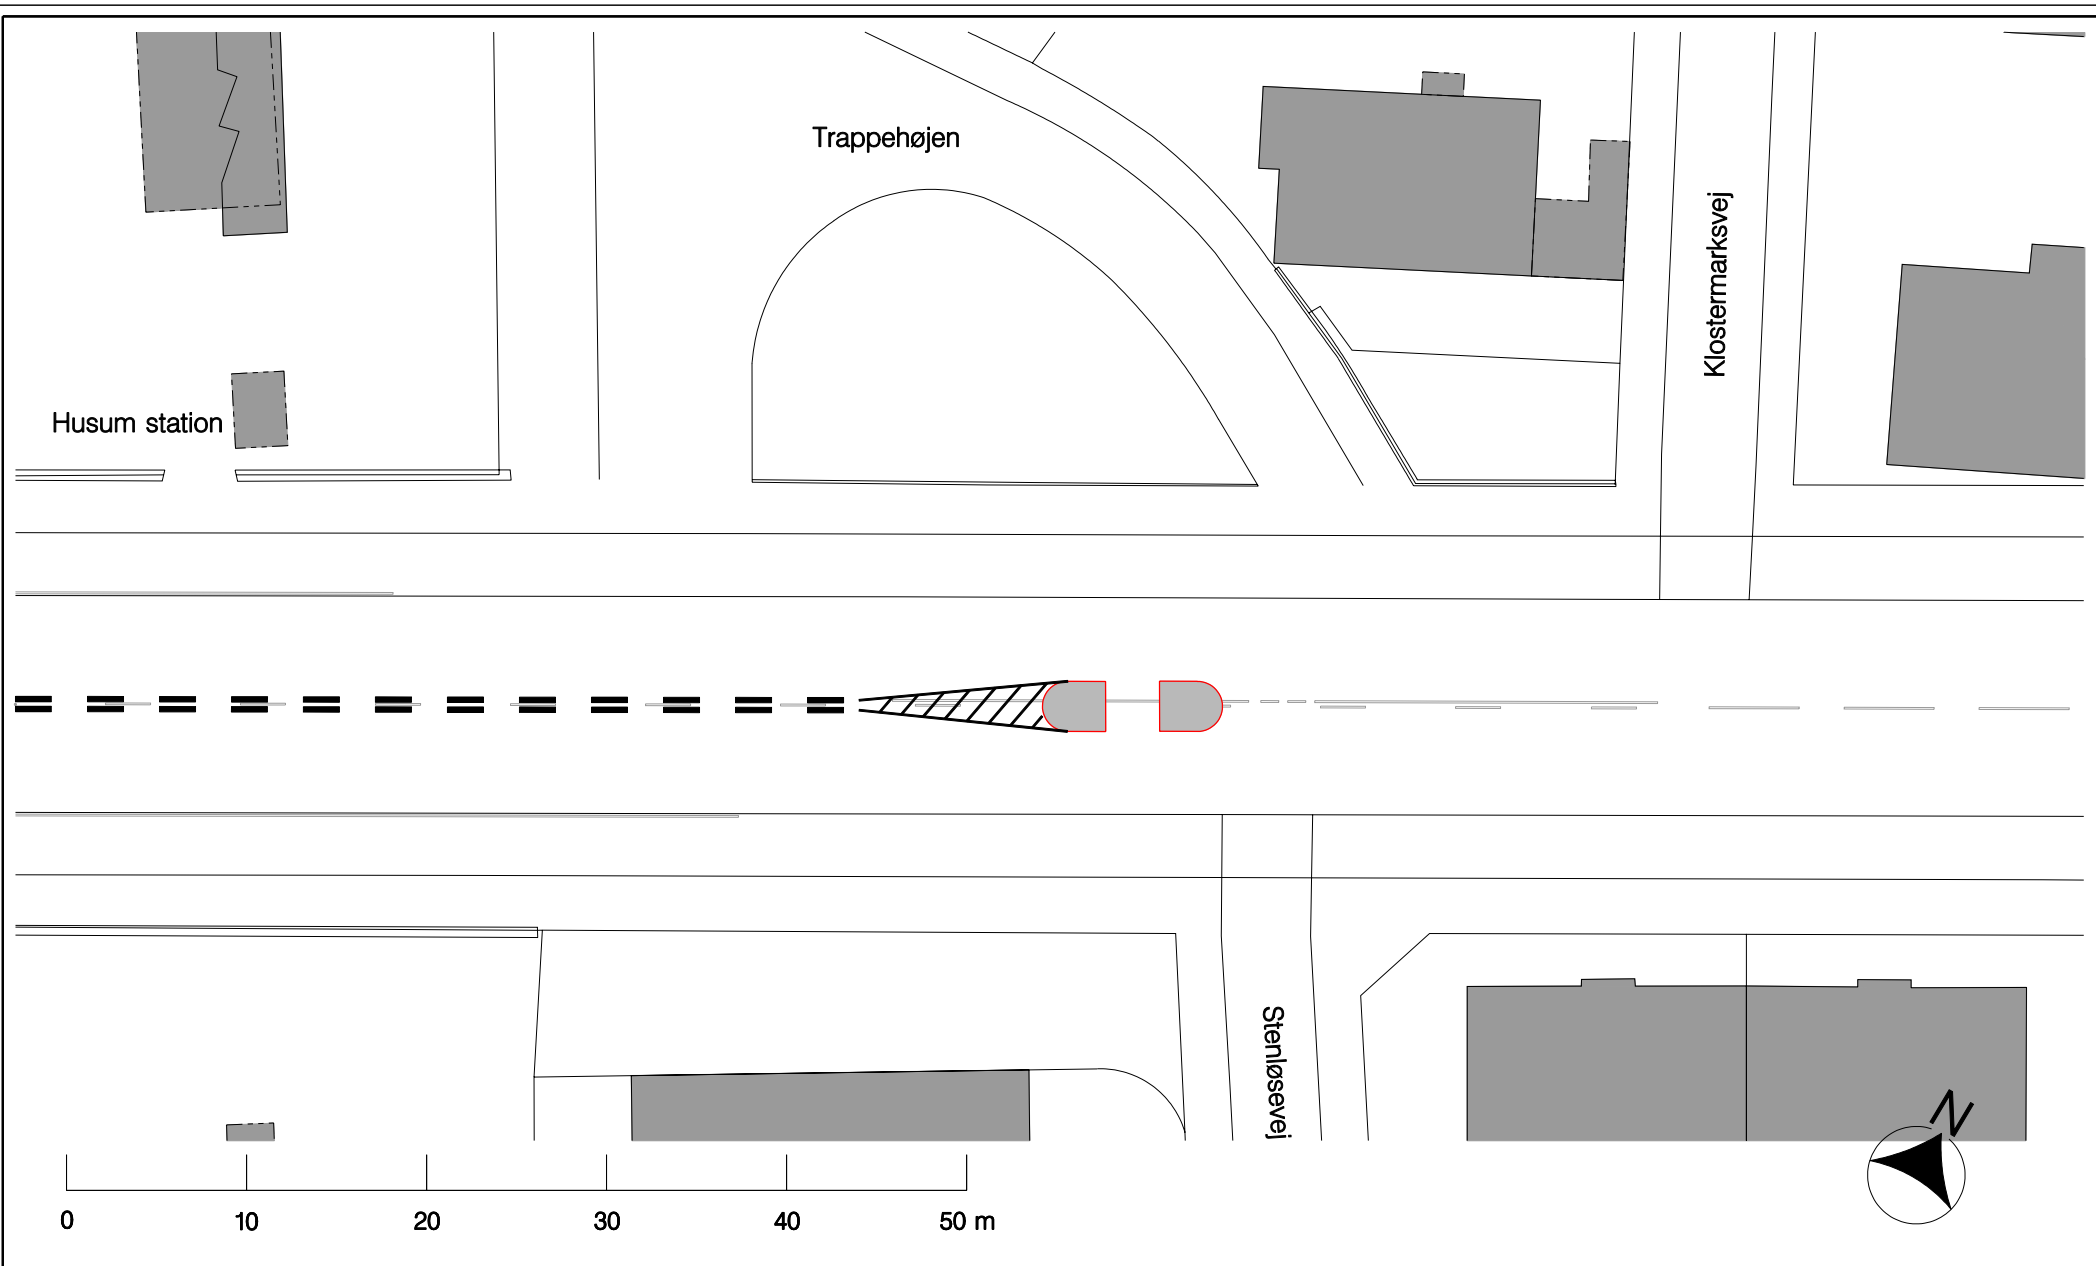 Trappehøjen
Klostermarksvej
Husum station
Stenløsevej
N
0 10 20 30 40 50 m